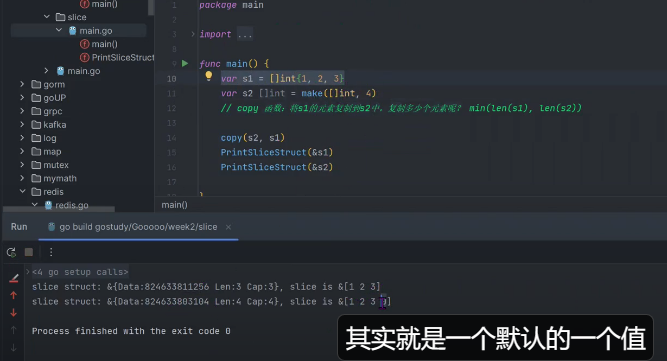 main()
slice
main.go
main()
PrintSliceStruct
main.go
gorm
goUP
grpc
kafka
log
map
mutex
mymath
redis
redis.go
1 package main
2
3 import ...
8
9 func main() {
10 var s1 = []int{1, 2, 3}
11 var s2 []int = make([]int, 4)
12 // copy 函数：将s1的元素复制到s2中，复制多少个元素呢？ min(len(s1), len(s2))
13
14 copy(s2, s1)
15 PrintSliceStruct(&s1)
16 PrintSliceStruct(&s2)
17
main()
Run go build gostudy/Gooooo/week2/slice ×
<4 go setup calls>
slice struct: &{Data:824633811256 Len:3 Cap:3}, slice is &[1 2 3]
slice struct: &{Data:824633803104 Len:4 Cap:4}, slice is &[1 2 3 ]
Process finished with the exit code 0
其实就是一个默认的一个值